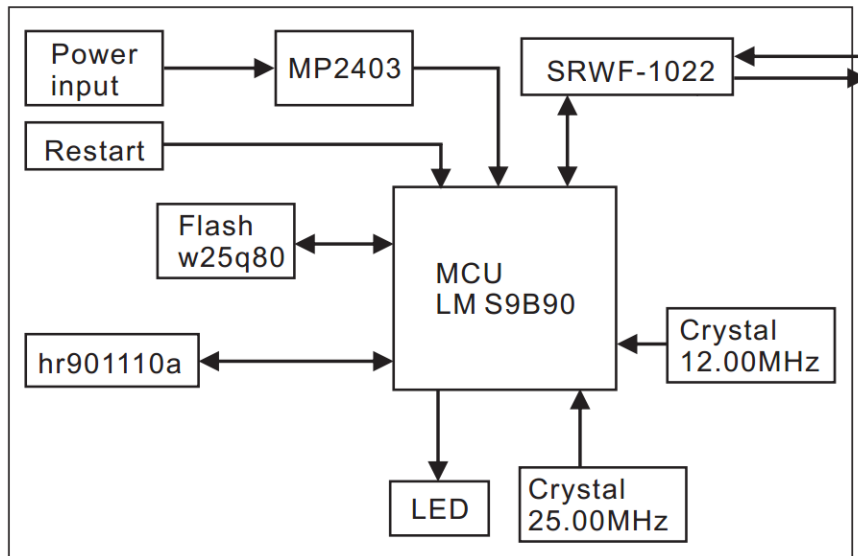 Power
input
MP2403
SRWF-1022
Restart
Flash
w25q80
MCU
LM S9B90
hr901110a
Crystal
12.00MHz
LED
Crystal
25.00MHz